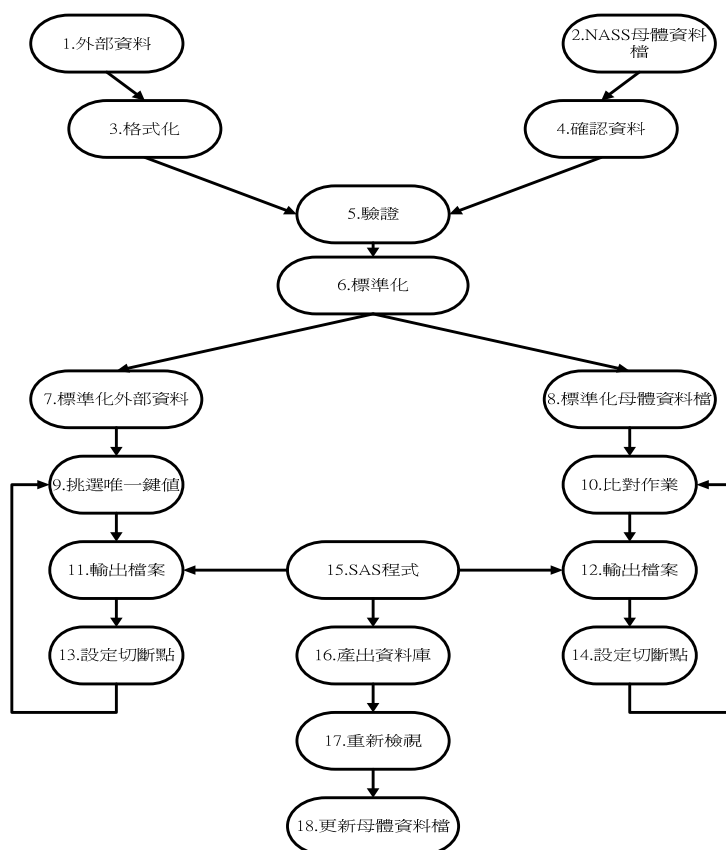 1.外部資料
2.NASS母體資料
檔
3.格式化
4.確認資料
5.驗證
6.標準化
7.標準化外部資料
8.標準化母體資料檔
9.挑選唯一鍵值
10.比對作業
11.輸出檔案
15.SAS程式
12.輸出檔案
13.設定切斷點
16.產出資料庫
14.設定切斷點
17.重新檢視
18.更新母體資料檔